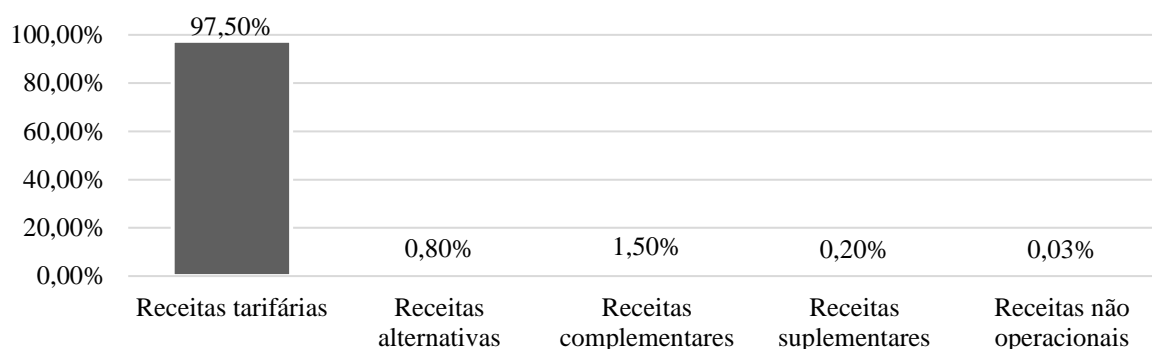 97,50%
100,00%
80,00%
60,00%
40,00%
20,00%
0,00%
0,80%
1,50%
0,20%
0,03%
Receitas tarifárias
Receitas
alternativas
Receitas
complementares
Receitas
suplementares
Receitas não
operacionais